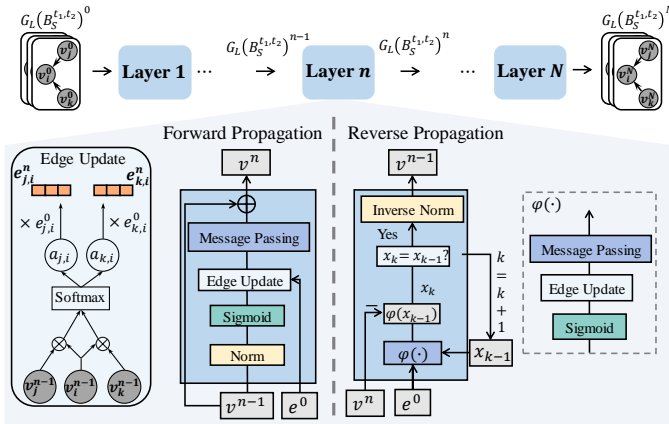 G_L(B_S^{t_1,t_2})^0
G_L(B_S^{t_1,t_2})^{n-1}
G_L(B_S^{t_1,t_2})^n
G_L(B_S^{t_1,t_2})^N
v_j^0
v_i^0
v_k^0
Layer 1
...
Layer n
...
Layer N
v_j^N
v_i^N
v_k^N
Edge Update
e_{j,i}^n
e_{k,i}^n
× e_{j,i}^0
× e_{k,i}^0
a_{j,i}
a_{k,i}
Softmax
v_j^{n-1}
v_i^{n-1}
v_k^{n-1}
Forward Propagation
v^n
Message Passing
Edge Update
Sigmoid
Norm
v^{n-1}
e^0
Reverse Propagation
v^{n-1}
Inverse Norm
Yes
x_k = x_{k-1}?
x_k
−
φ(x_{k-1})
φ(·)
v^n
e^0
k = k + 1
x_{k-1}
φ(·)
Message Passing
Edge Update
Sigmoid